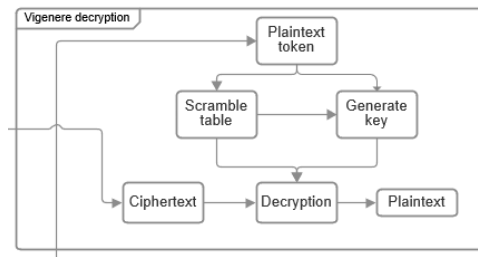 Vigenere decryption
Plaintext
token
Scramble
table
Generate
key
Ciphertext
Decryption
Plaintext